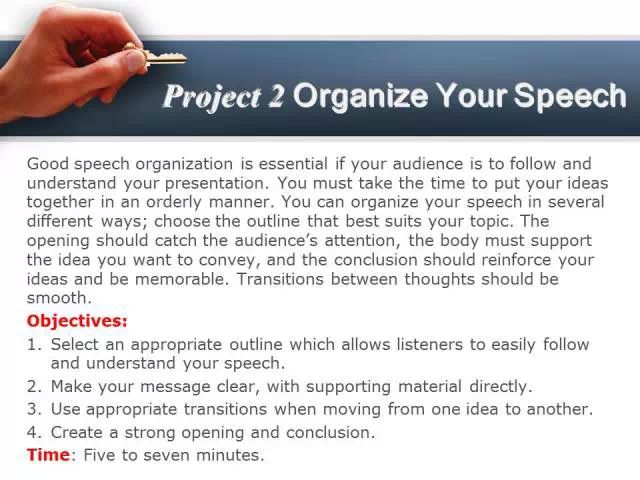 Project 2 Organize Your Speech
Good speech organization is essential if your audience is to follow and
understand your presentation. You must take the time to put your ideas
together in an orderly manner. You can organize your speech in several
different ways; choose the outline that best suits your topic. The
opening should catch the audience’s attention, the body must support
the idea you want to convey, and the conclusion should reinforce your
ideas and be memorable. Transitions between thoughts should be
smooth.
Objectives:
1. Select an appropriate outline which allows listeners to easily follow
and understand your speech.
2. Make your message clear, with supporting material directly.
3. Use appropriate transitions when moving from one idea to another.
4. Create a strong opening and conclusion.
Time: Five to seven minutes.